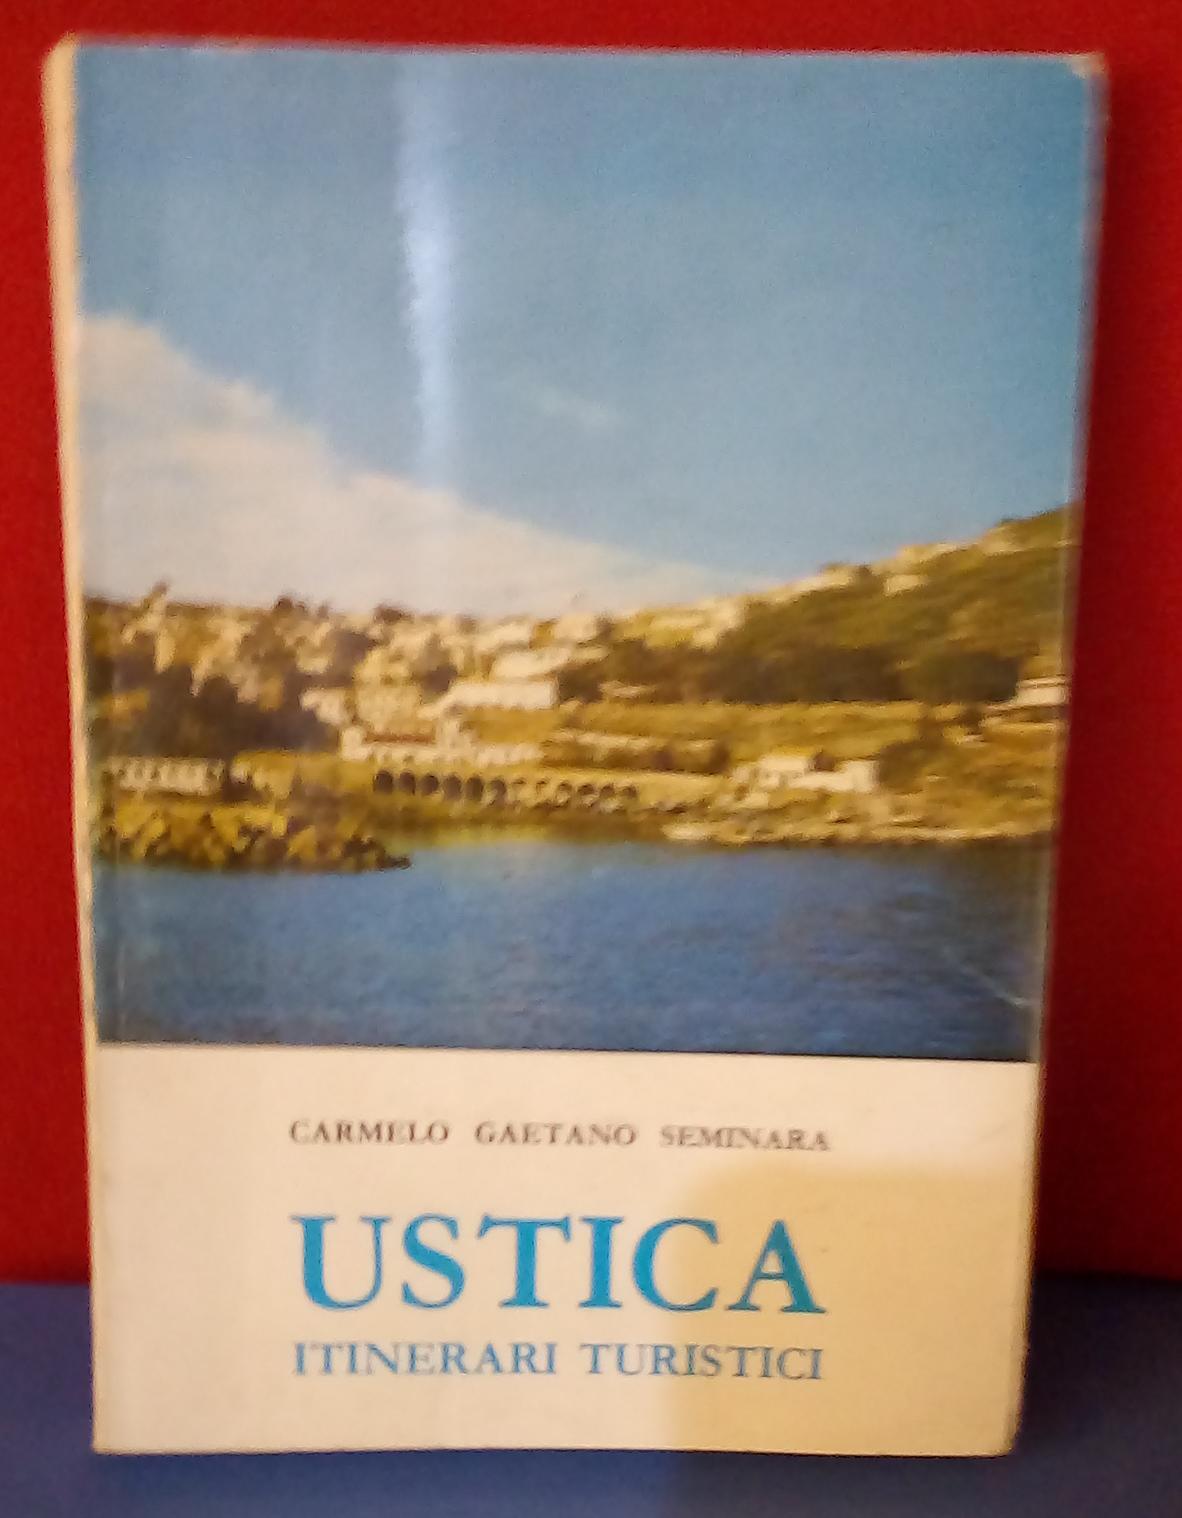 CARMELO GAETANO SEMINARA
USTICA
ITINERARI TURISTICI